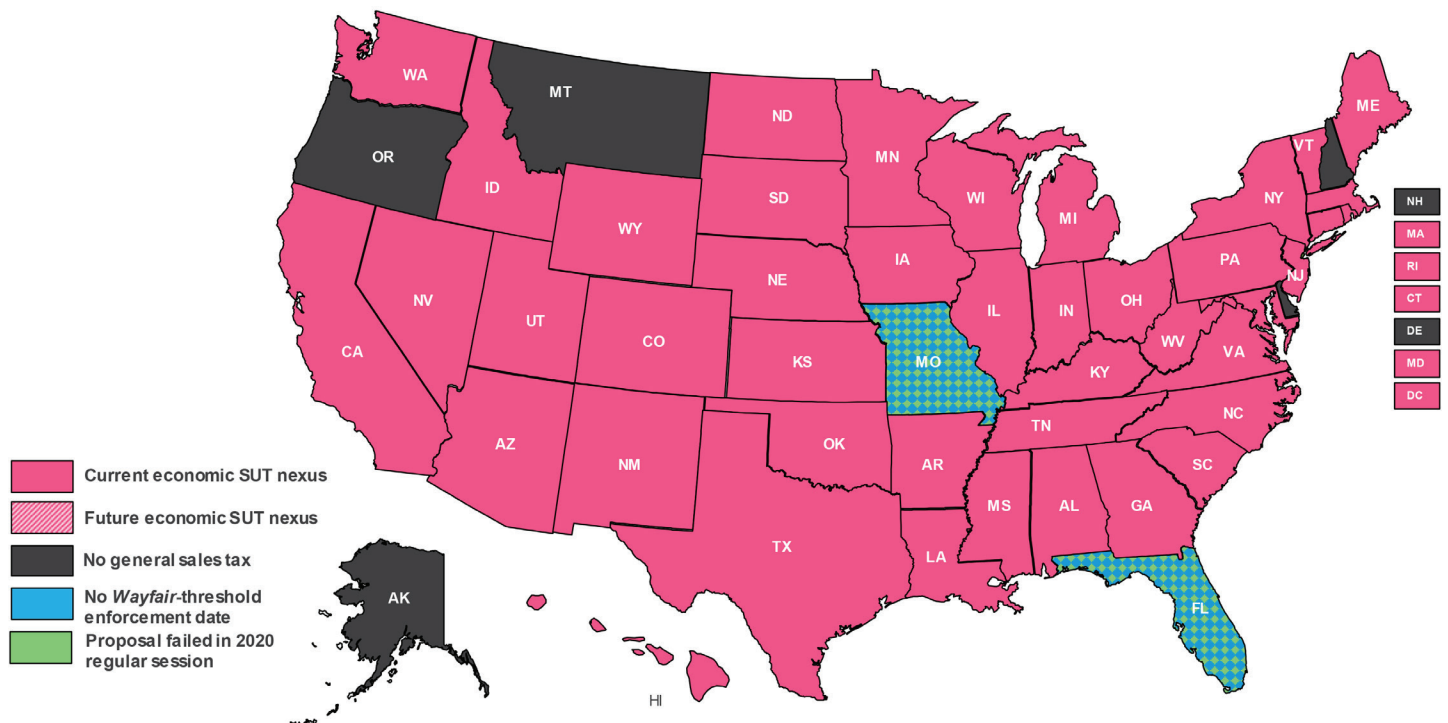 WA
MT
ND
MN
ME
OR
ID
SD
WI
MI
VT
NY
NH
MA
RI
CT
DE
MD
DC
WY
IA
PA
NJ
NE
NV
UT
IL
IN
OH
CO
CA
KS
MO
WV
VA
KY
NC
TN
AZ
NM
OK
AR
SC
MS
AL
GA
TX
LA
FL
AK
HI
Current economic SUT nexus
Future economic SUT nexus
No general sales tax
No Wayfair-threshold
enforcement date
Proposal failed in 2020
regular session